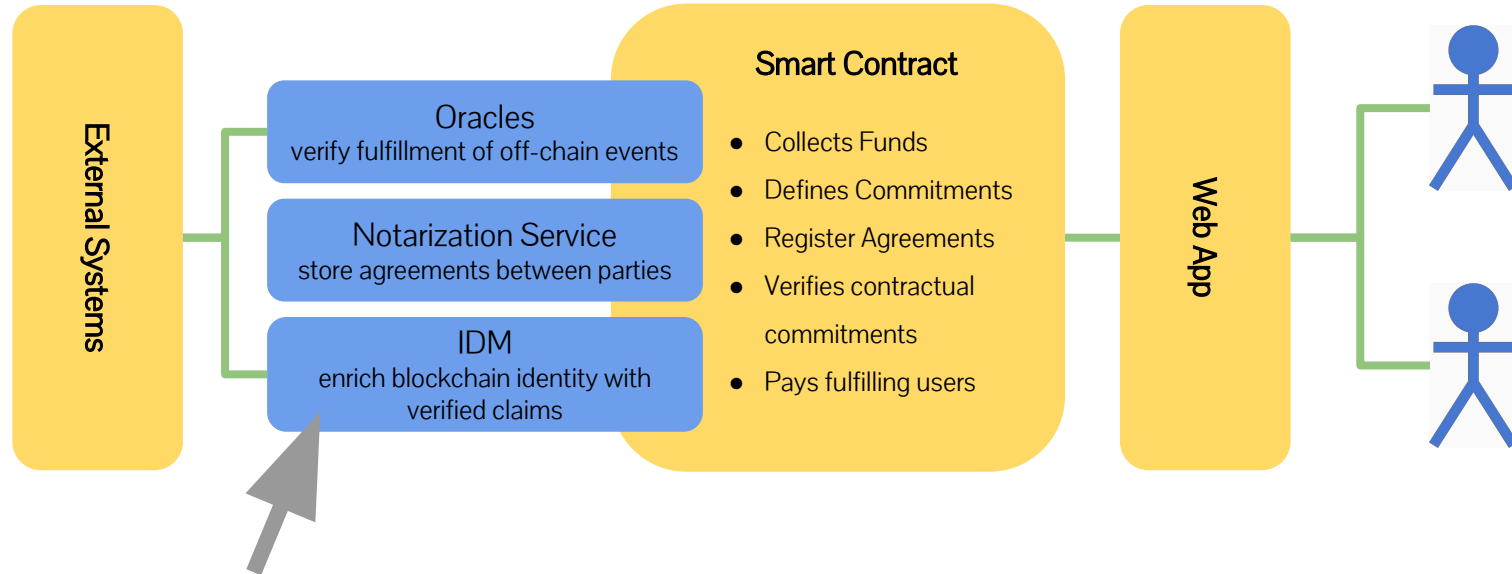 External Systems
Oracles
verify fulfillment of off-chain events
Notarization Service
store agreements between parties
IDM
enrich blockchain identity with
verified claims
Smart Contract
● Collects Funds
● Defines Commitments
● Register Agreements
● Verifies contractual
commitments
● Pays fulfilling users
Web App